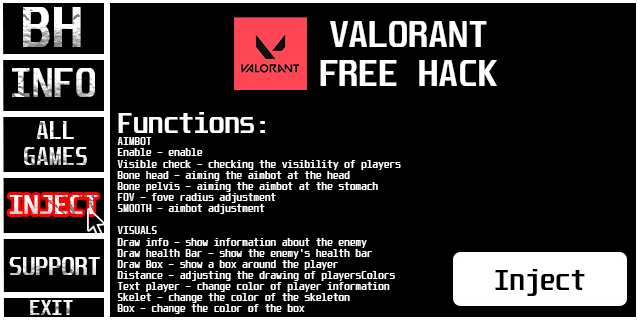 BH
INFO
ALL
GAMES
INJECT
SUPPORT
EXIT
VALORANT
VALORANT
FREE HACK
Functions:
AIMBOT
Enable - enable
Visible check - checking the visibility of players
Bone head - aiming the aimbot at the head
Bone pelvis - aiming the aimbot at the stomach
FOV - fove radius adjustment
SMOOTH - aimbot adjustment
VISUALS
Draw info - show information about the enemy
Draw health Bar - show the enemy's health bar
Draw Box - show a box around the player
Distance - adjusting the drawing of playersColors
Text player - change color of player information
Skelet - change the color of the skeleton
Box - change the color of the box
Inject